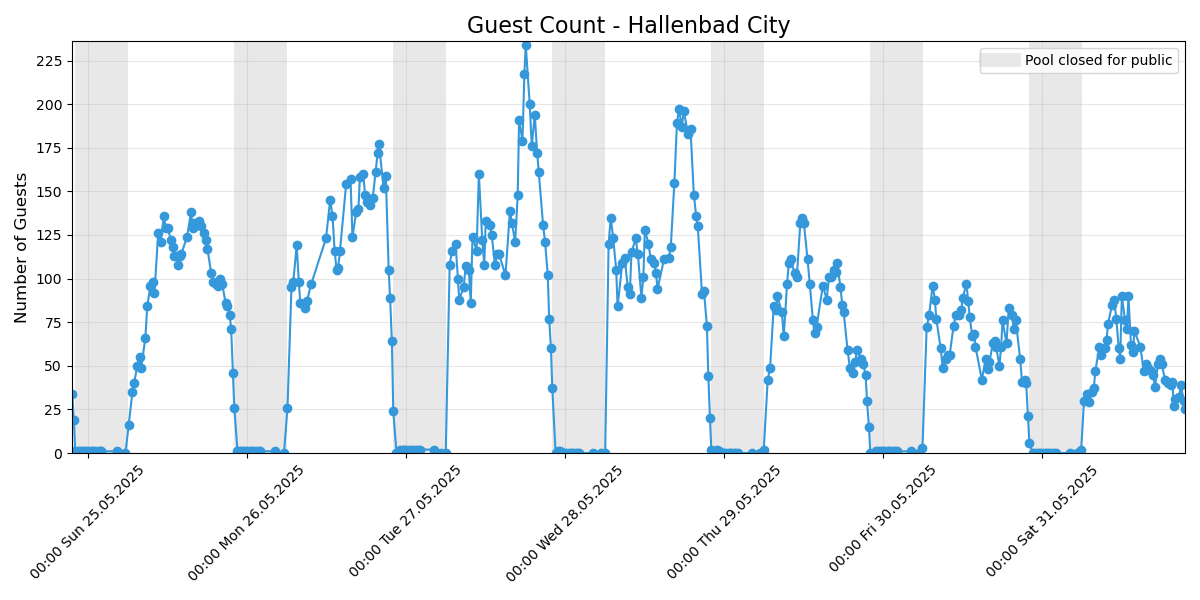 Guest Count - Hallenbad City
Pool closed for public
Number of Guests
225
200
175
150
125
100
75
50
25
0
00:00 Sun 25.05.2025
00:00 Mon 26.05.2025
00:00 Tue 27.05.2025
00:00 Wed 28.05.2025
00:00 Thu 29.05.2025
00:00 Fri 30.05.2025
00:00 Sat 31.05.2025